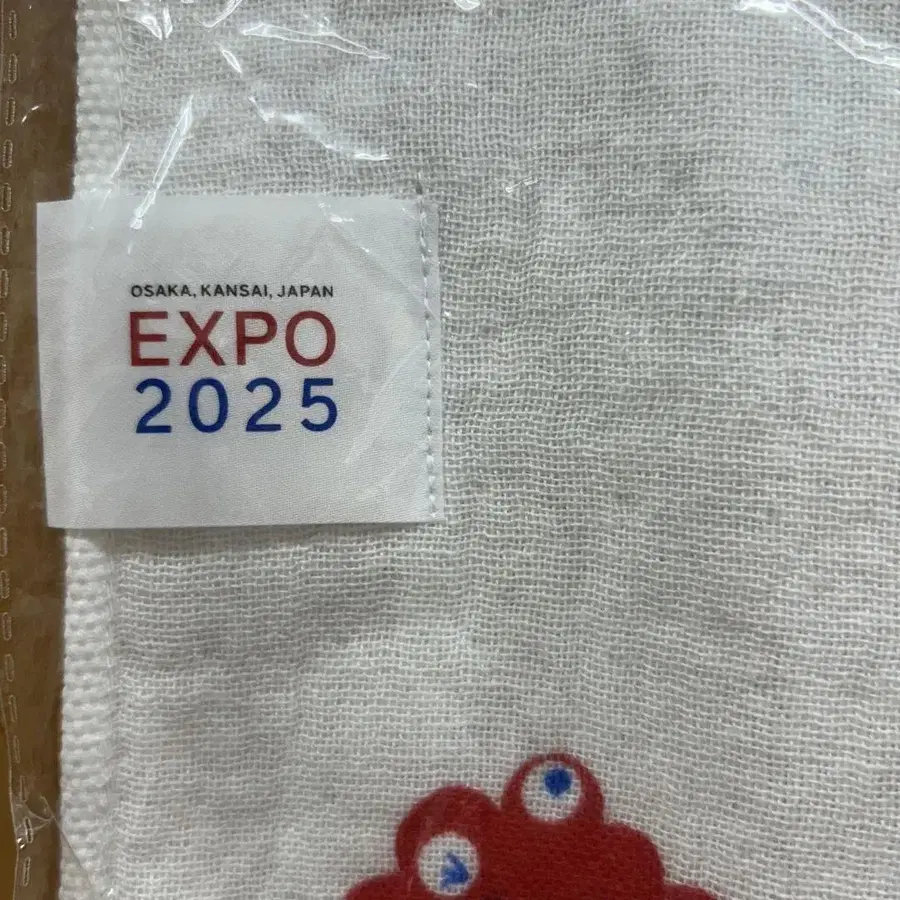 OSAKA, KANSAI, JAPAN
EXPO
2025